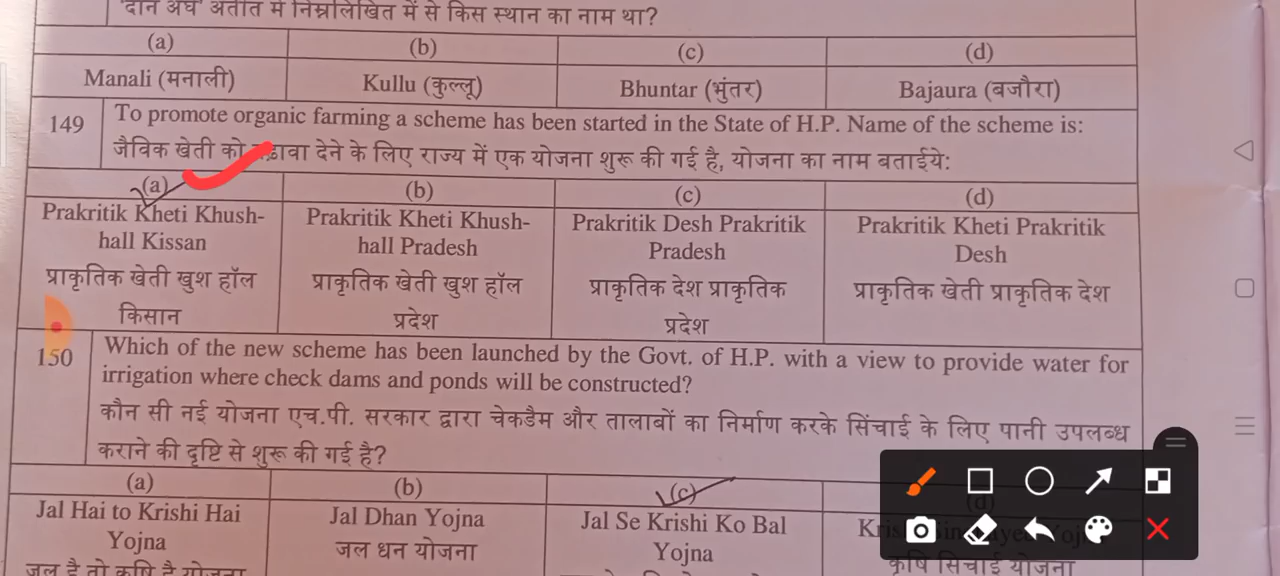 'दान अघ' अतीत में निम्नलिखित में से किस स्थान का नाम था?
(a) (b) (c) (d)
Manali (मनाली) Kullu (कुल्लू) Bhuntar (भुंतर) Bajaura (बजौरा)
149 To promote organic farming a scheme has been started in the State of H.P. Name of the scheme is:
जैविक खेती को देने के लिए राज्य में एक योजना शुरू की गई है, योजना का नाम बताईये:
(a) (b) (c) (d)
Prakritik Kheti Khush- Prakritik Kheti Khush- Prakritik Desh Prakritik Prakritik Kheti Prakritik
hall Kissan hall Pradesh Pradesh Desh
प्राकृतिक खेती खुश हॉल प्राकृतिक खेती खुश हॉल प्राकृतिक देश प्राकृतिक प्राकृतिक खेती प्राकृतिक देश
किसान प्रदेश प्रदेश
150 Which of the new scheme has been launched by the Govt. of H.P. with a view to provide water for
irrigation where check dams and ponds will be constructed?
कौन सी नई योजना एच.पी. सरकार द्वारा चेकडैम और तालाबों का निर्माण करके सिंचाई के लिए पानी उपलब्ध
कराने की दृष्टि से शुरू की गई है?
(a) (b) (c)
Jal Hai to Krishi Hai Jal Dhan Yojna Jal Se Krishi Ko Bal
Yojna जल धन योजना Yojna
जल है तो कृषि है योजना कृषि सिंचाई योजना